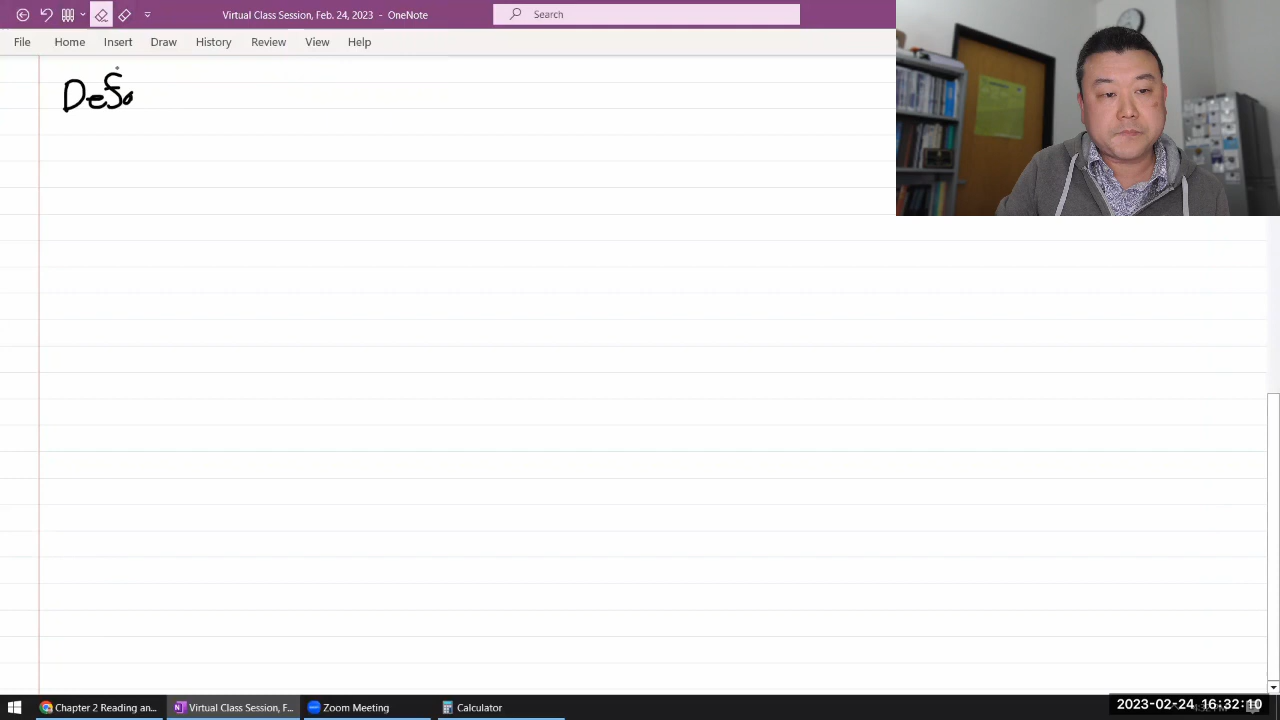 Virtual Class Session, Feb. 24, 2023 - OneNote
Search
File Home Insert Draw History Review View Help
Chapter 2 Reading an...
Virtual Class Session, F...
Zoom Meeting
Calculator
2023-02-24 16:32:10